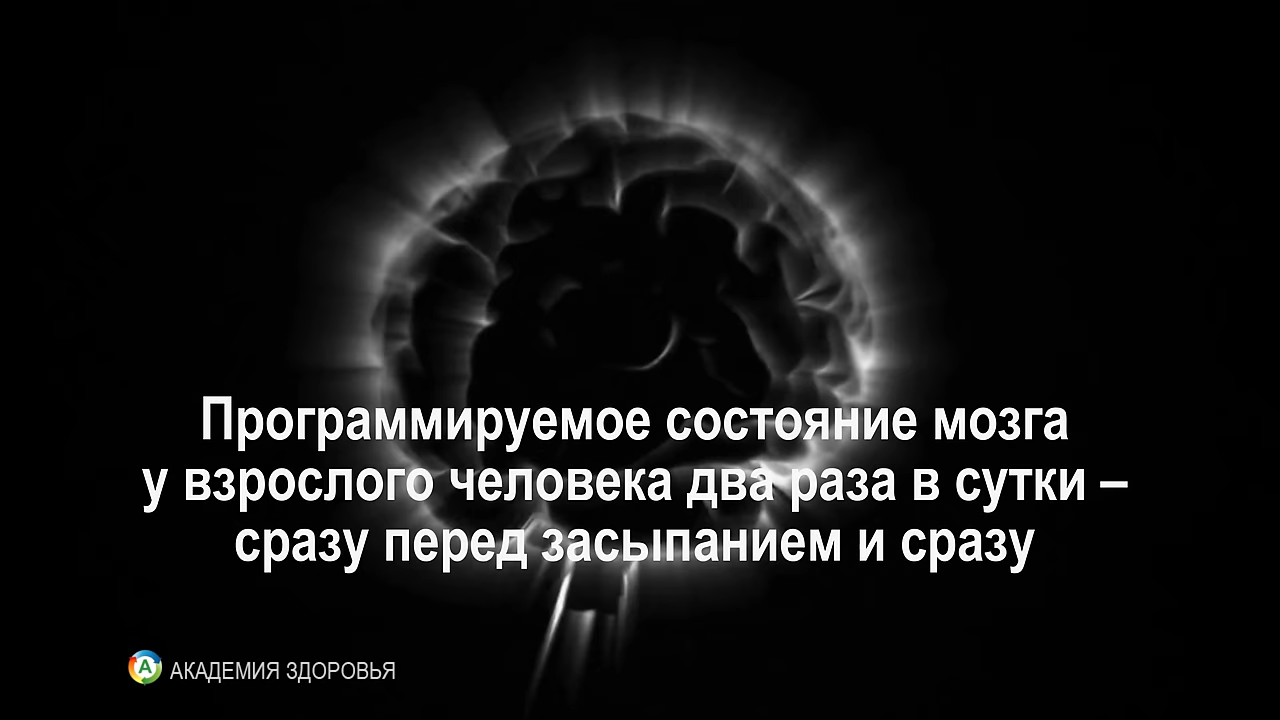 Программируемое состояние мозга
у взрослого человека два раза в сутки –
сразу перед засыпанием и сразу
А АКАДЕМИЯ ЗДОРОВЬЯ